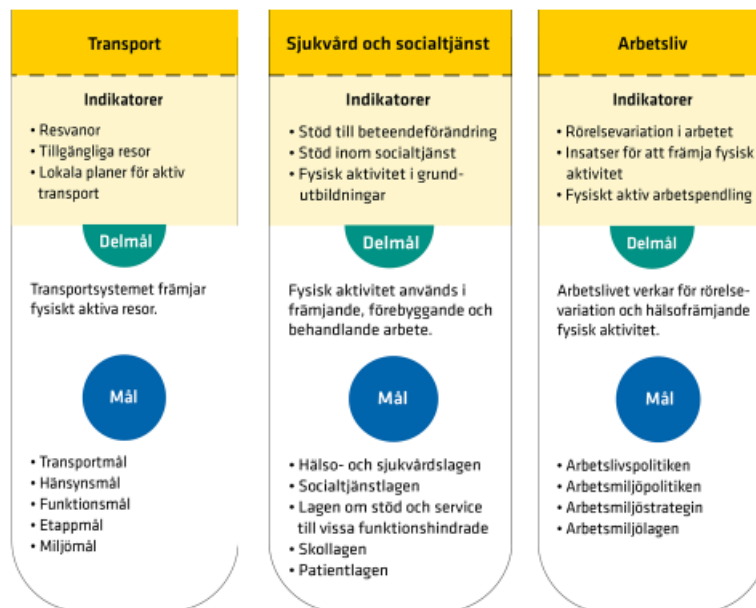 Transport
Indikatorer
• Resvanor
• Tillgängliga resor
• Lokala planer för aktiv
transport
Delmål
Transportsystemet främjar
fysiskt aktiva resor.
Mål
• Transportmål
• Hänsynsmål
• Funktionsmål
• Etappmål
• Miljömål
Sjukvård och socialtjänst
Indikatorer
• Stöd till beteendeförändring
• Stöd inom socialtjänst
• Fysisk aktivitet i grund-
utbildningar
Delmål
Fysisk aktivitet används i
främjande, förebyggande och
behandlande arbete.
Mål
• Hälso- och sjukvårdslagen
• Socialtjänstlagen
• Lagen om stöd och service
till vissa funktionshindrade
• Skollagen
• Patientlagen
Arbetsliv
Indikatorer
• Rörelsevariation i arbetet
• Insatser för att främja fysisk
aktivitet
• Fysiskt aktiv arbetspendling
Delmål
Arbetslivet verkar för rörelse-
variation och hälsofrämjande
fysisk aktivitet.
Mål
• Arbetslivspolitiken
• Arbetsmiljöpolitiken
• Arbetsmiljöstrategin
• Arbetsmiljölagen